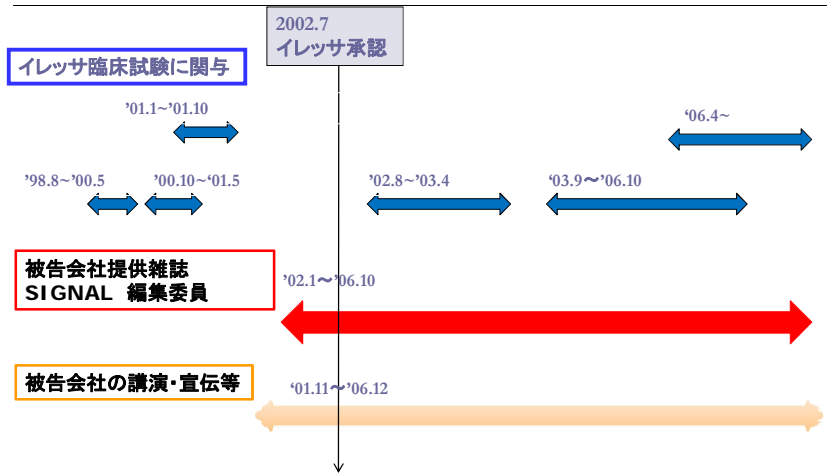 2002.7
イレッサ承認
イレッサ臨床試験に関与
’01.1~’01.10
‘06.4~
’98.8~’00.5
’00.10~‘01.5
’02.8~’03.4
‘03.9～’06.10
被告会社提供雑誌
SIGNAL 編集委員
’02.1～’06.10
被告会社の講演・宣伝等
’01.11～’06.12